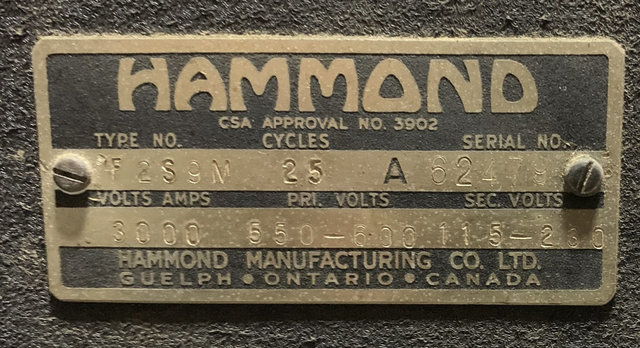 HAMMOND
CSA APPROVAL NO. 3902
TYPE NO. CYCLES SERIAL NO.
F2S9M 25 A
VOLTS AMPS PRI. VOLTS SEC. VOLTS
3000 550-600 115-230
HAMMOND MANUFACTURING CO. LTD.
GUELPH • ONTARIO • CANADA